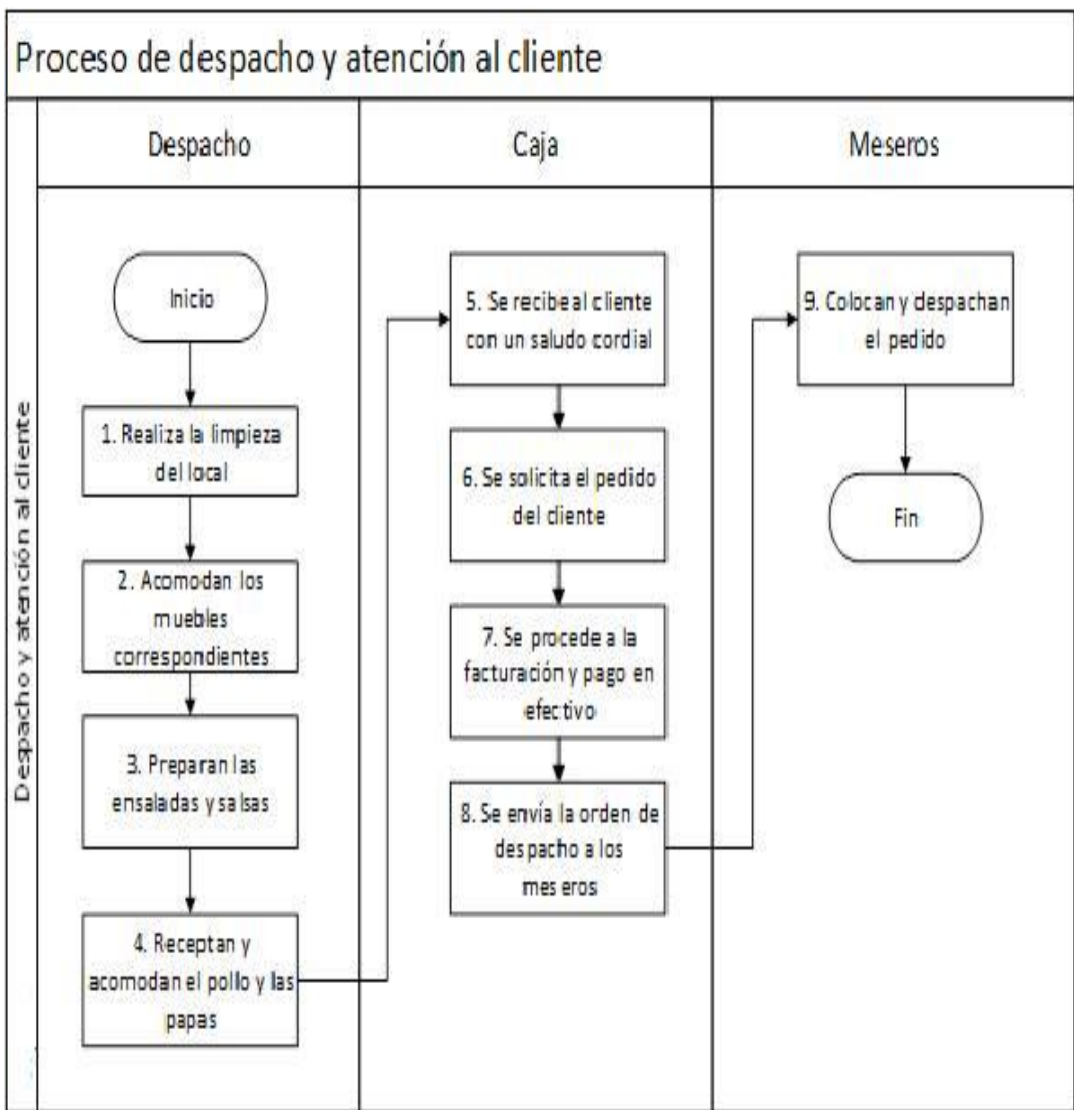 Proceso de despacho y atención al cliente
Despacho
Caja
Meseros
Despacho y atención al cliente
Inicio
1. Realiza la limpieza
del local
2. Acomodan los
muebles
correspondientes
3. Preparan las
ensaladas y salsas
4. Receptan y
acomodan el pollo y las
papas
5. Se recibe al cliente
con un saludo cordial
6. Se solicita el pedido
del cliente
7. Se procede a la
facturación y pago en
efectivo
8. Se envía la orden de
despacho a los
meseros
9. Colocan y despachan
el pedido
Fin